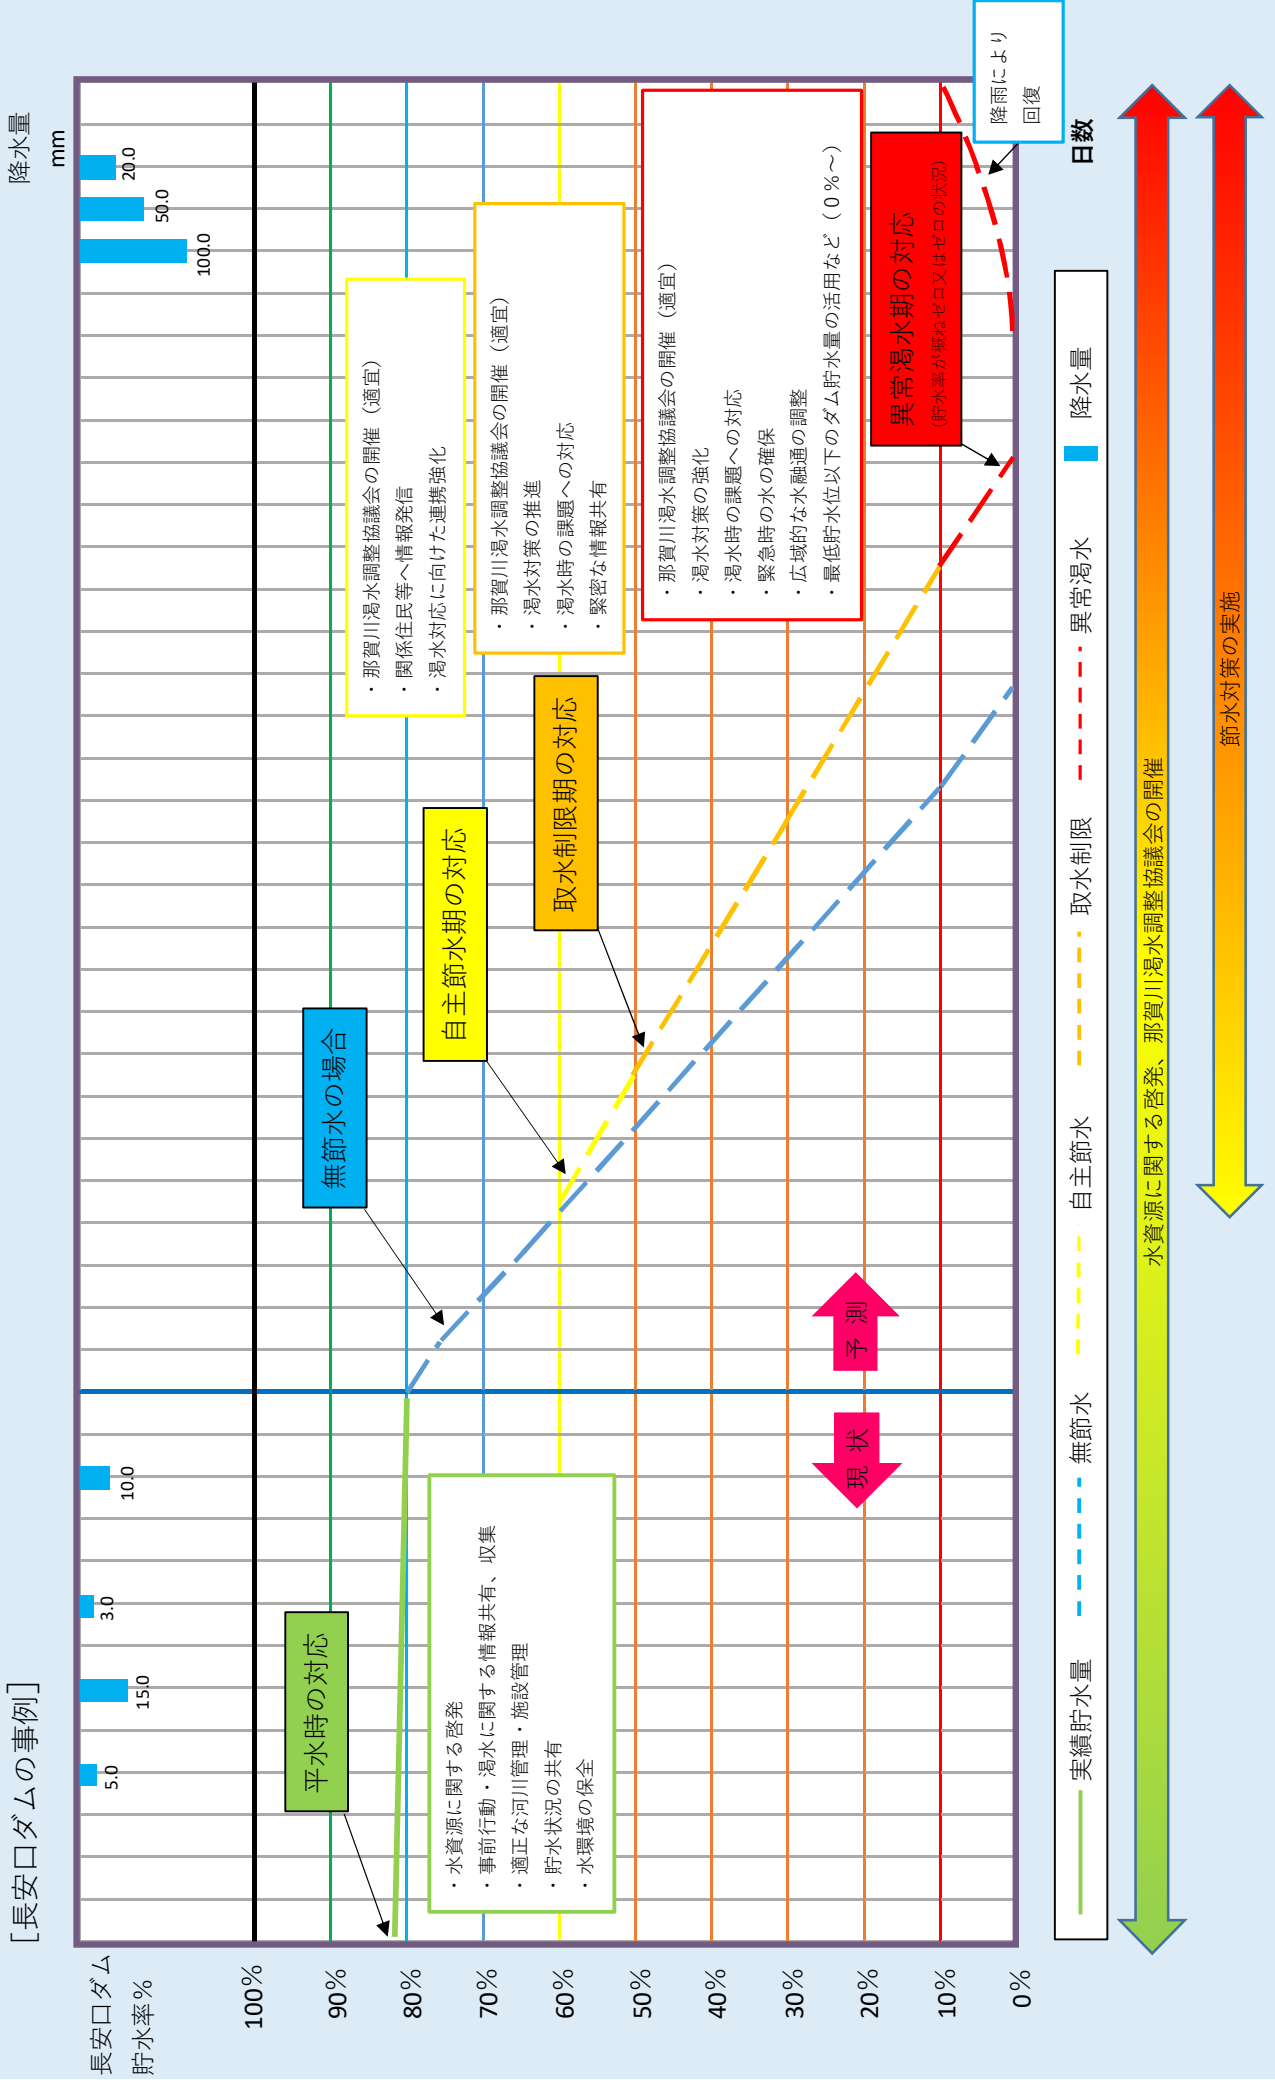 [長安口ダムの事例]
長安口ダム
貯水率%
降水量
mm
5.0
15.0
3.0
10.0
100.0
50.0
20.0
100%
90%
80%
70%
60%
50%
40%
30%
20%
10%
0%
平水時の対応
・水資源に関する啓発
・事前行動・渇水に関する情報共有、収集
・適正な河川管理・施設管理
・貯水状況の共有
・水環境の保全
現 状
予 測
無節水の場合
自主節水期の対応
・那賀川渇水調整協議会の開催（適宜）
・関係住民等へ情報発信
・渇水対応に向けた連携強化
取水制限期の対応
・那賀川渇水調整協議会の開催（適宜）
・渇水対策の推進
・渇水時の課題への対応
・緊密な情報共有
・那賀川渇水調整協議会の開催（適宜）
・渇水対策の強化
・渇水時の課題への対応
・緊急時の水の確保
・広域的な水融通の調整
・最低貯水位以下のダム貯水量の活用など（０%～）
異常渇水期の対応
（貯水率が概ねゼロ又はゼロの状況）
降雨により
回復
日数
実績貯水量
無節水
自主節水
取水制限
異常渇水
降水量
水資源に関する啓発、那賀川渇水調整協議会の開催
節水対策の実施